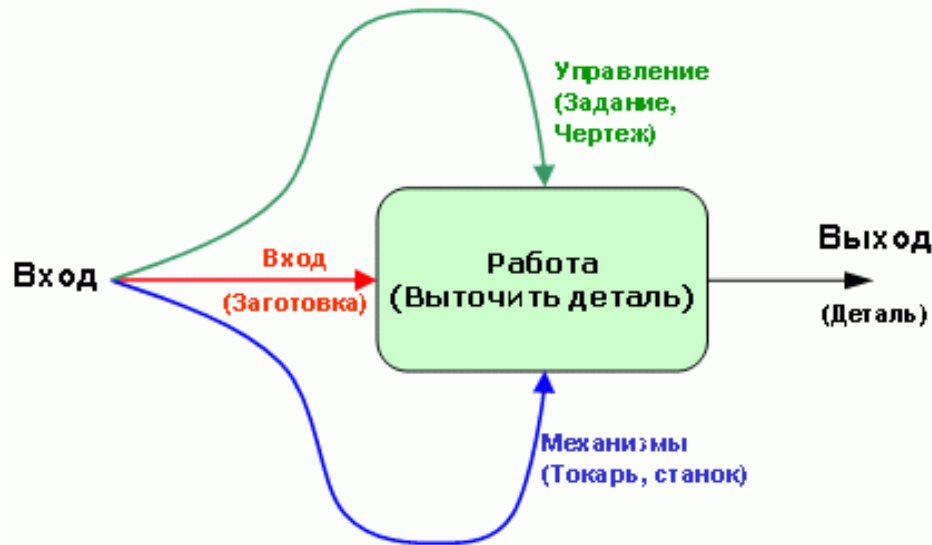 Управление
(Задание,
Чертеж)
Вход
Вход
(Заготовка)
Работа
(Выточить деталь)
Выход
(Деталь)
Механизмы
(Токарь, станок)